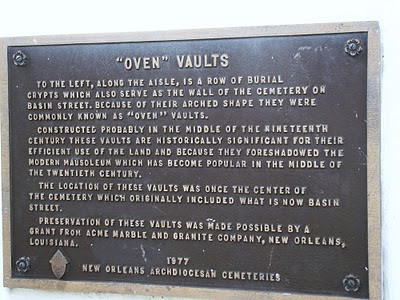 "OVEN" VAULTS
TO THE LEFT, ALONG THE AISLE, IS A ROW OF BURIAL
CRYPTS WHICH ALSO SERVE AS THE WALL OF THE CEMETERY ON
BASIN STREET. BECAUSE OF THEIR ARCHED SHAPE THEY WERE
COMMONLY KNOWN AS "OVEN" VAULTS.
CONSTRUCTED PROBABLY IN THE MIDDLE OF THE NINETEENTH
CENTURY THESE VAULTS ARE HISTORICALLY SIGNIFICANT FOR THEIR
EFFICIENT USE OF THE LAND AND BECAUSE THEY FORESHADOWED THE
MODERN MAUSOLEUM WHICH HAS BECOME POPULAR IN THE MIDDLE OF
THE TWENTIETH CENTURY.
THE LOCATION OF THESE VAULTS WAS ONCE THE CENTER OF
THE CEMETERY WHICH ORIGINALLY INCLUDED WHAT IS NOW BASIN
STREET.
PRESERVATION OF THESE VAULTS WAS MADE POSSIBLE BY A
GRANT FROM ACME MARBLE AND GRANITE COMPANY, NEW ORLEANS,
LOUISIANA.
1977
NEW ORLEANS ARCHDIOCESAN CEMETERIES